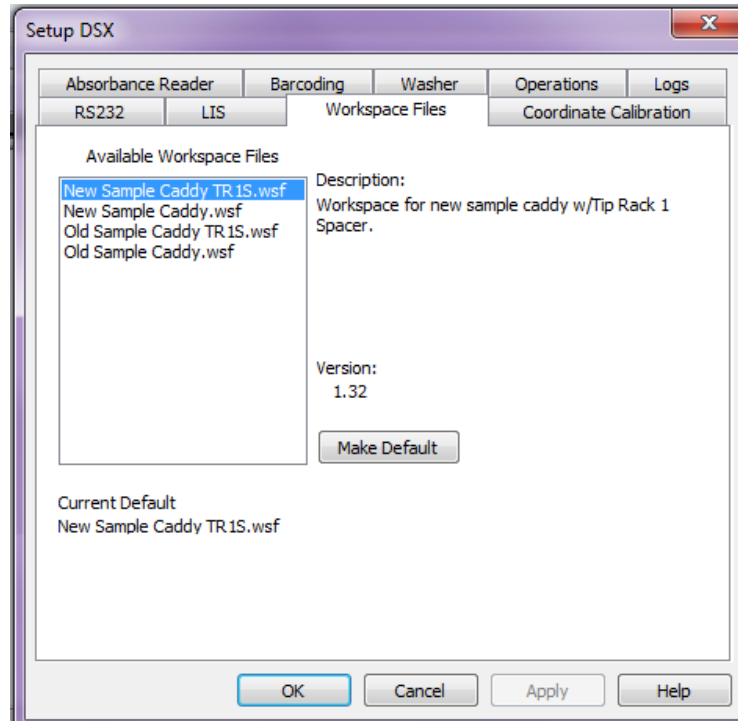 Setup DSX
Absorbance Reader Barcoding Washer Operations Logs
RS232 LIS Workspace Files Coordinate Calibration
Available Workspace Files
New Sample Caddy TR1S.wsf
New Sample Caddy.wsf
Old Sample Caddy TR1S.wsf
Old Sample Caddy.wsf
Description:
Workspace for new sample caddy w/Tip Rack 1
Spacer.
Version:
1.32
Make Default
Current Default
New Sample Caddy TR1S.wsf
OK Cancel Apply Help